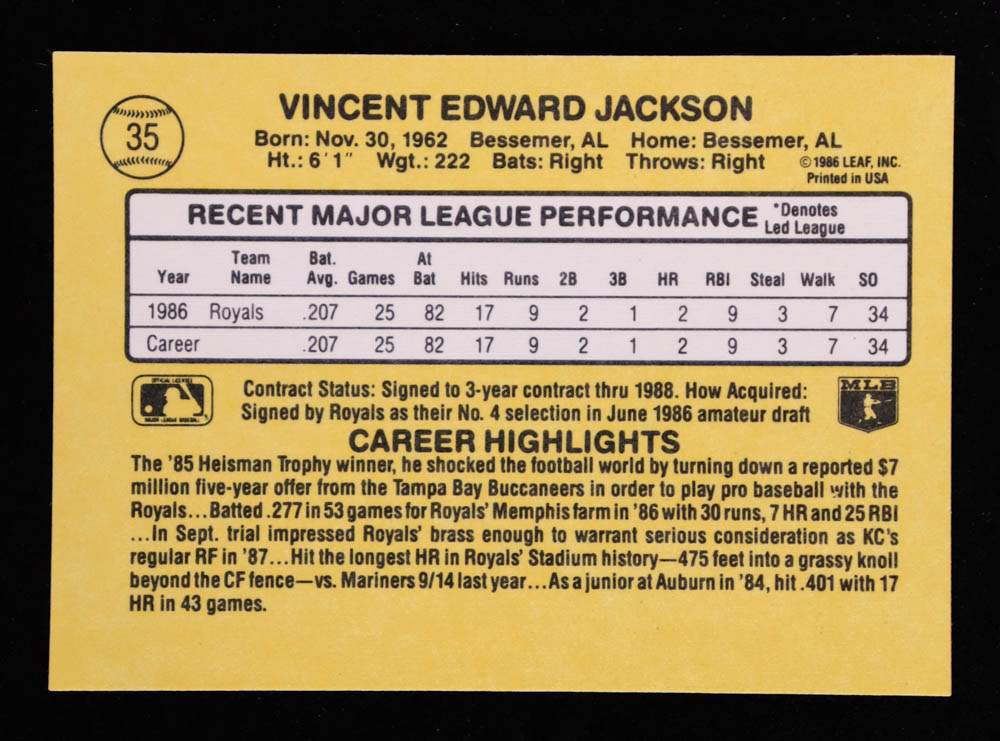 35
VINCENT EDWARD JACKSON
Born: Nov. 30, 1962 Bessemer, AL Home: Bessemer, AL
Ht.: 6'1" Wgt.: 222 Bats: Right Throws: Right ©1986 LEAF, INC.
Printed in USA
RECENT MAJOR LEAGUE PERFORMANCE *Denotes Led League
Year Team Name Bat. Avg. Games At Bat Hits Runs 2B 3B HR RBI Steal Walk SO
1986 Royals .207 25 82 17 9 2 1 2 9 3 7 34
Career .207 25 82 17 9 2 1 2 9 3 7 34
Contract Status: Signed to 3-year contract thru 1988. How Acquired:
Signed by Royals as their No. 4 selection in June 1986 amateur draft
OFFICIAL LICENSEE
MAJOR LEAGUE BASEBALL
MLB
CAREER HIGHLIGHTS
The '85 Heisman Trophy winner, he shocked the football world by turning down a reported $7
million five-year offer from the Tampa Bay Buccaneers in order to play pro baseball with the
Royals...Batted .277 in 53 games for Royals' Memphis farm in '86 with 30 runs, 7 HR and 25 RBI
...In Sept. trial impressed Royals' brass enough to warrant serious consideration as KC's
regular RF in '87...Hit the longest HR in Royals' Stadium history—475 feet into a grassy knoll
beyond the CF fence—vs. Mariners 9/14 last year...As a junior at Auburn in '84, hit .401 with 17
HR in 43 games.